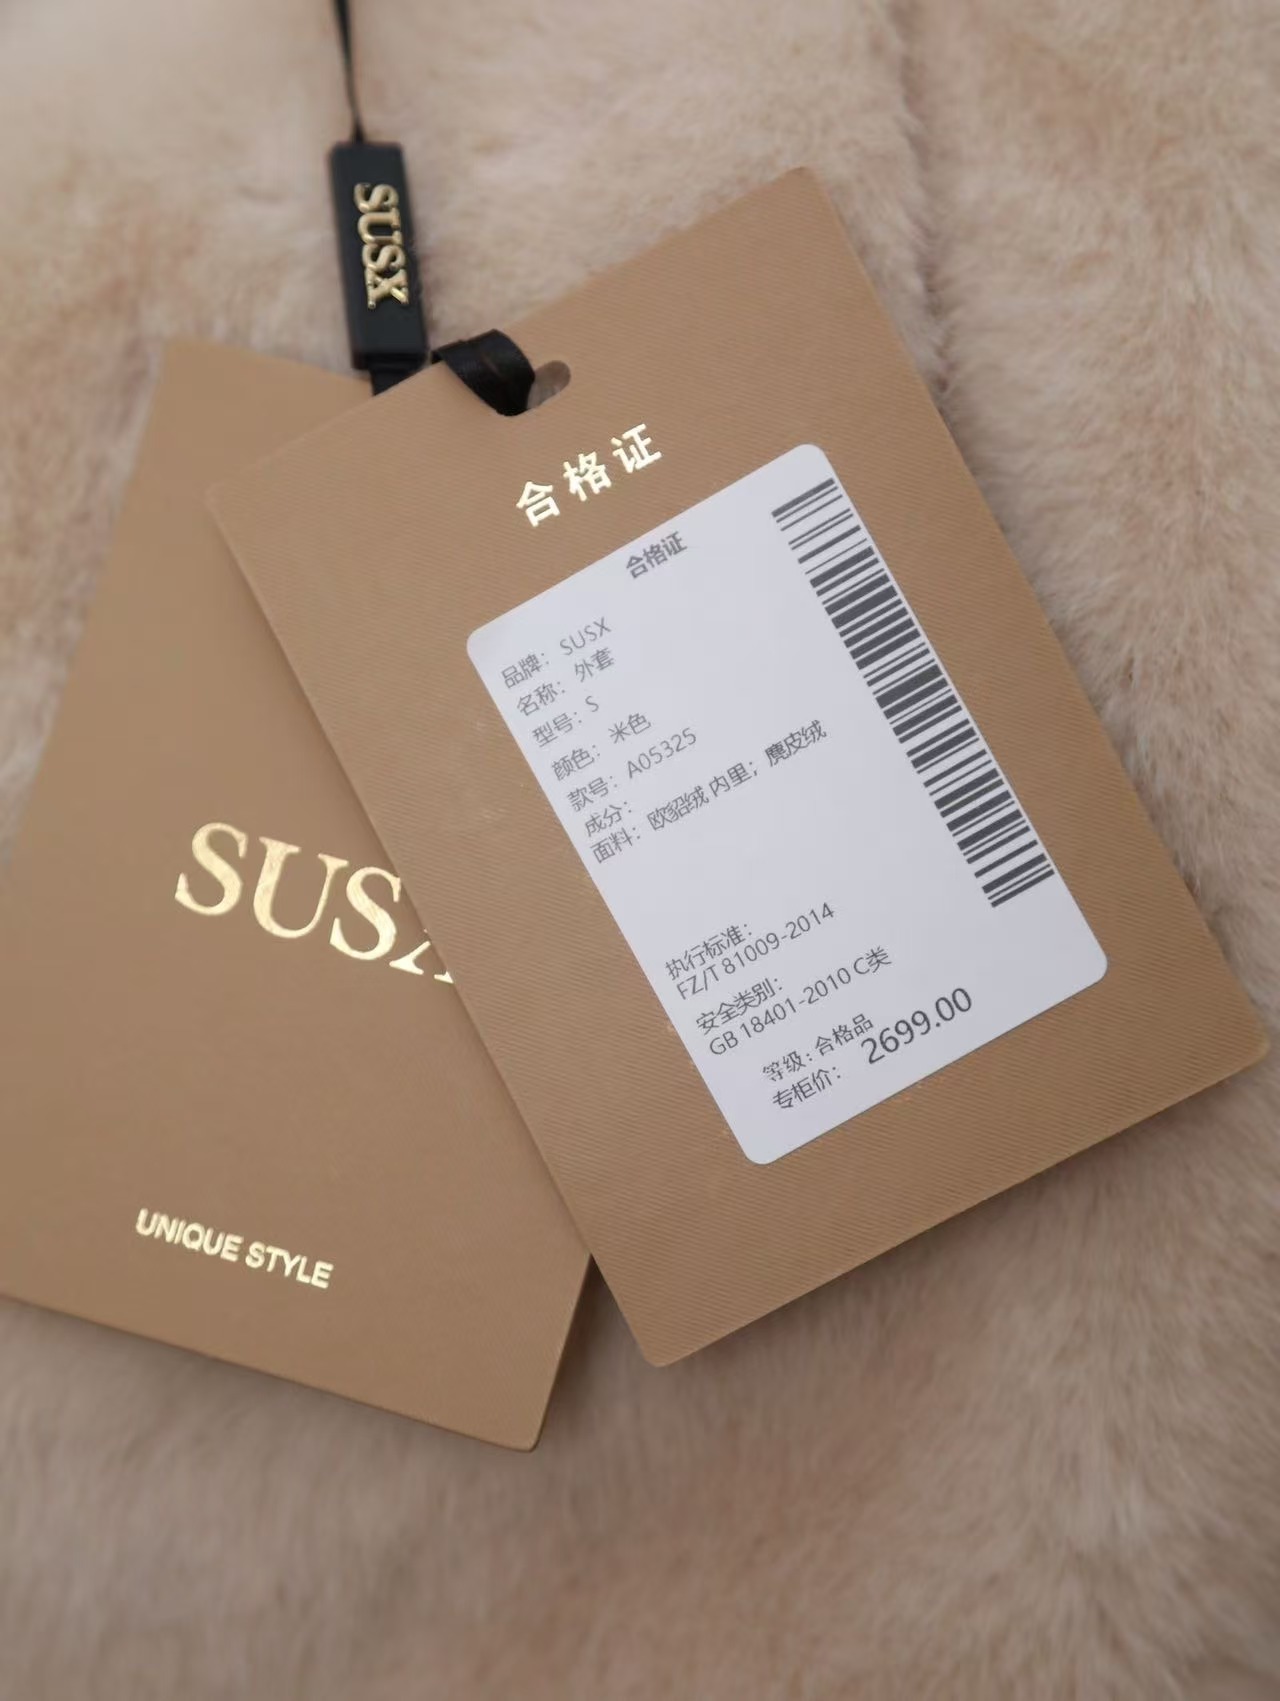 SUSX
合格证
合格证
品牌：SUSX
名称：外套
型号：S
颜色：米色
款号：A05325
成分：
面料：欧貂绒 内里；麂皮绒
执行标准：
FZ/T 81009-2014
安全类别：
GB 18401-2010 C类
等级：合格品
专柜价：2699.00
SUSX
UNIQUE STYLE